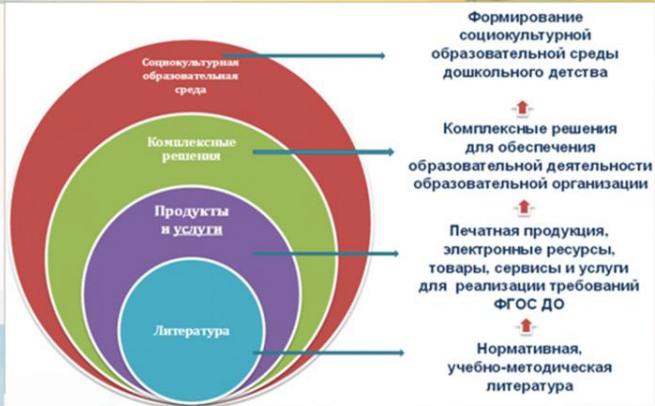 Социокультурная
образовательная
среда
Комплексные
решения
Продукты
и услуги
Литература
Формирование
социокультурной
образовательной среды
дошкольного детства
Комплексные решения
для обеспечения
образовательной деятельности
образовательной организации
Печатная продукция,
электронные ресурсы,
товары, сервисы и услуги
для реализации требований
ФГОС ДО
Нормативная,
учебно-методическая
литература